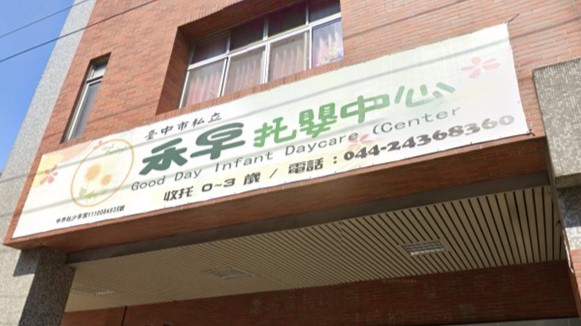 臺中市私立
禾早托嬰中心
Good Day Infant Daycare (Center
收托 0~3 歲 / 電話：044-24368360